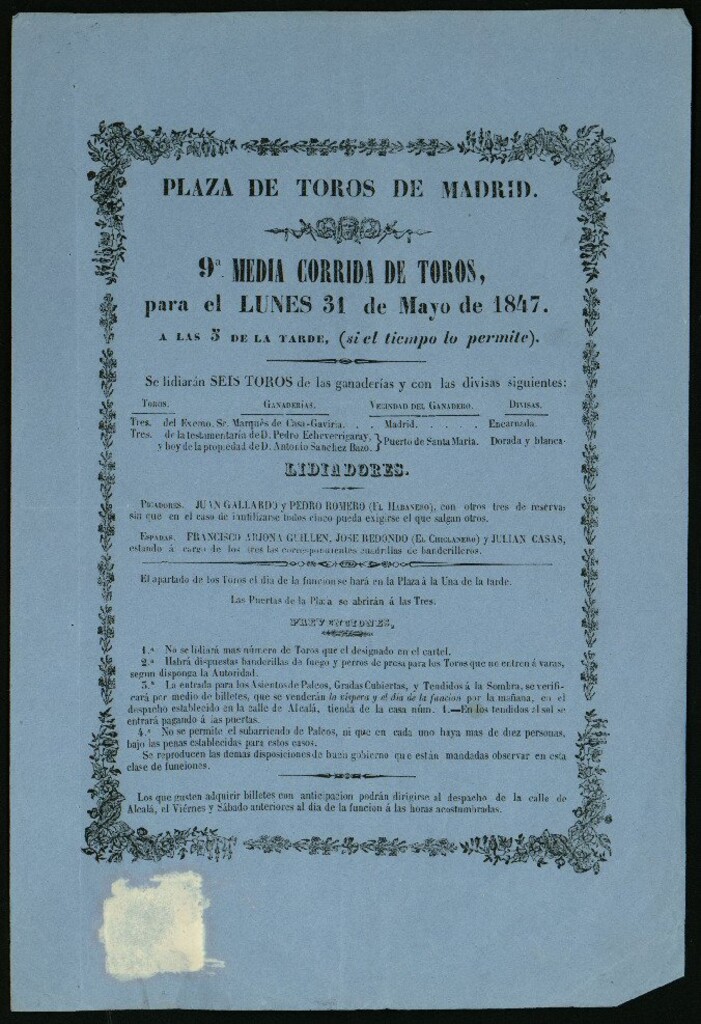 PLAZA DE TOROS DE MADRID.
9ª MEDIA CORRIDA DE TOROS,
para el LUNES 31 de Mayo de 1847.
A LAS 5 DE LA TARDE, (si el tiempo lo permite).
Se lidiarán SEIS TOROS de las ganaderías y con las divisas siguientes:
TOROS. GANADERIAS. VECINDAD DEL GANADERO. DIVISAS.
Tres. del Excmo. Sr. Marqués de Casa-Gaviria. . . Madrid. . . . . Encarnada.
Tres. de la testamentaria de D. Pedro Echeverrigaray,
y hoy de la propiedad de D. Antonio Sanchez Bazo. } Puerto de Santa María. Dorada y blanca
LIDIADORES.
PICADORES. JUAN GALLARDO y PEDRO ROMERO (EL HABANERO), con otros tres de reserva:
sin que en el caso de inutilizarse todos cinco pueda exigirse el que salgan otros.
ESPADAS. FRANCISCO ARJONA GUILLEN, JOSE REDONDO (EL CHICLANERO) y JULIAN CASAS,
estando á cargo de los tres las correspondientes cuadrillas de banderilleros.
El apartado de los Toros el dia de la funcion se hará en la Plaza á la Una de la tarde.
Las Puertas de la Plaza se abrirán á las Tres.
PREVENCIONES.
1.ª No se lidiará mas número de Toros que el designado en el cartel.
2.ª Habrá dispuestas banderillas de fuego y perros de presa para los Toros que no entren á varas,
segun disponga la Autoridad.
3.ª La entrada para los Asientos de Palcos, Gradas Cubiertas, y Tendidos á la Sombra, se verifi-
cará por medio de billetes, que se venderán la víspera y el dia de la funcion por la mañana, en el
despacho establecido en la calle de Alcalá, tienda de la casa núm. 1.—En los tendidos al sol se
entrará pagando á las puertas.
4.ª No se permite el subarriendo de Palcos, ni que en cada uno haya mas de diez personas,
bajo las penas establecidas para estos casos.
Se reproducen las demas disposiciones de buen gobierno que están mandadas observar en esta
clase de funciones.
Los que gusten adquirir billetes con anticipacion podrán dirigirse al despacho de la calle de
Alcalá, el Viérnes y Sábado anteriores al dia de la funcion á las horas acostumbradas.